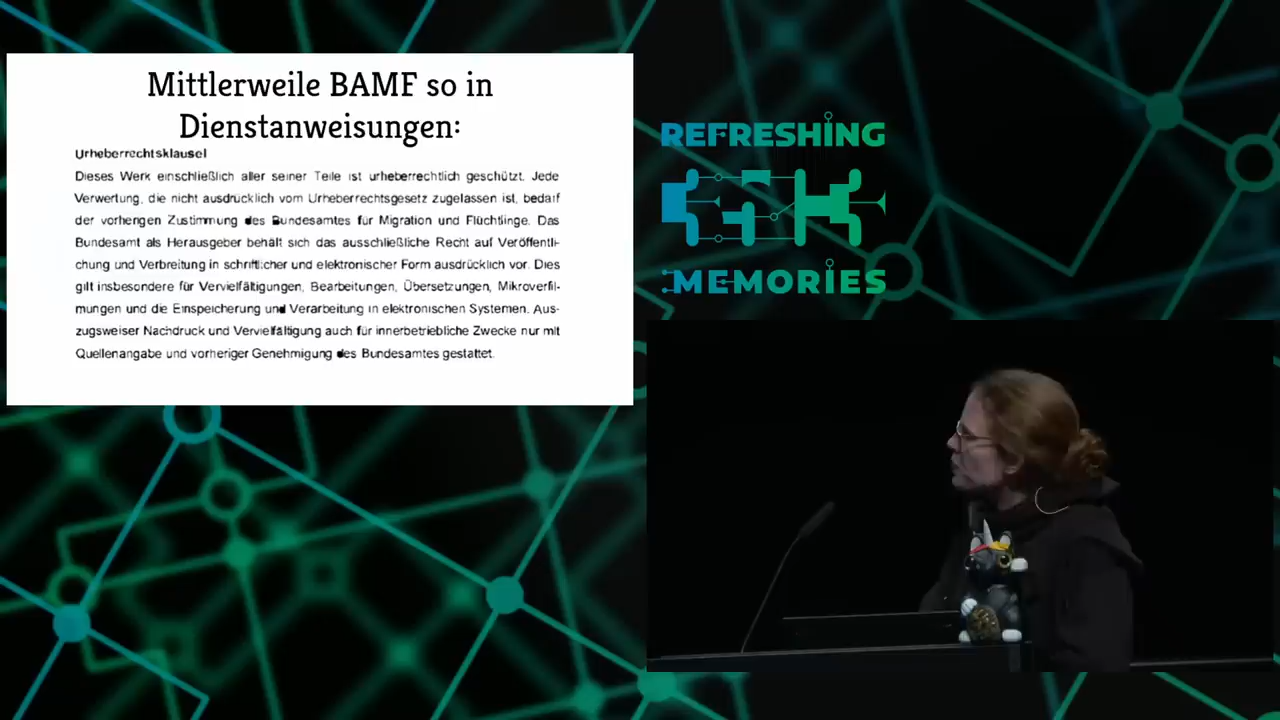 Mittlerweile BAMF so in
Dienstanweisungen:
Urheberrechtsklausel
Dieses Werk einschließlich aller seiner Teile ist urheberrechtlich geschützt. Jede
Verwertung, die nicht ausdrücklich vom Urheberrechtsgesetz zugelassen ist, bedarf
der vorherigen Zustimmung des Bundesamtes für Migration und Flüchtlinge. Das
Bundesamt als Herausgeber behält sich das ausschließliche Recht auf Veröffentli-
chung und Verbreitung in schriftlicher und elektronischer Form ausdrücklich vor. Dies
gilt insbesondere für Vervielfältigungen, Bearbeitungen, Übersetzungen, Mikroverfil-
mungen und die Einspeicherung und Verarbeitung in elektronischen Systemen. Aus-
zugsweiser Nachdruck und Vervielfältigung auch für innerbetriebliche Zwecke nur mit
Quellenangabe und vorheriger Genehmigung des Bundesamtes gestattet.
REFRESHING
MEMORIES